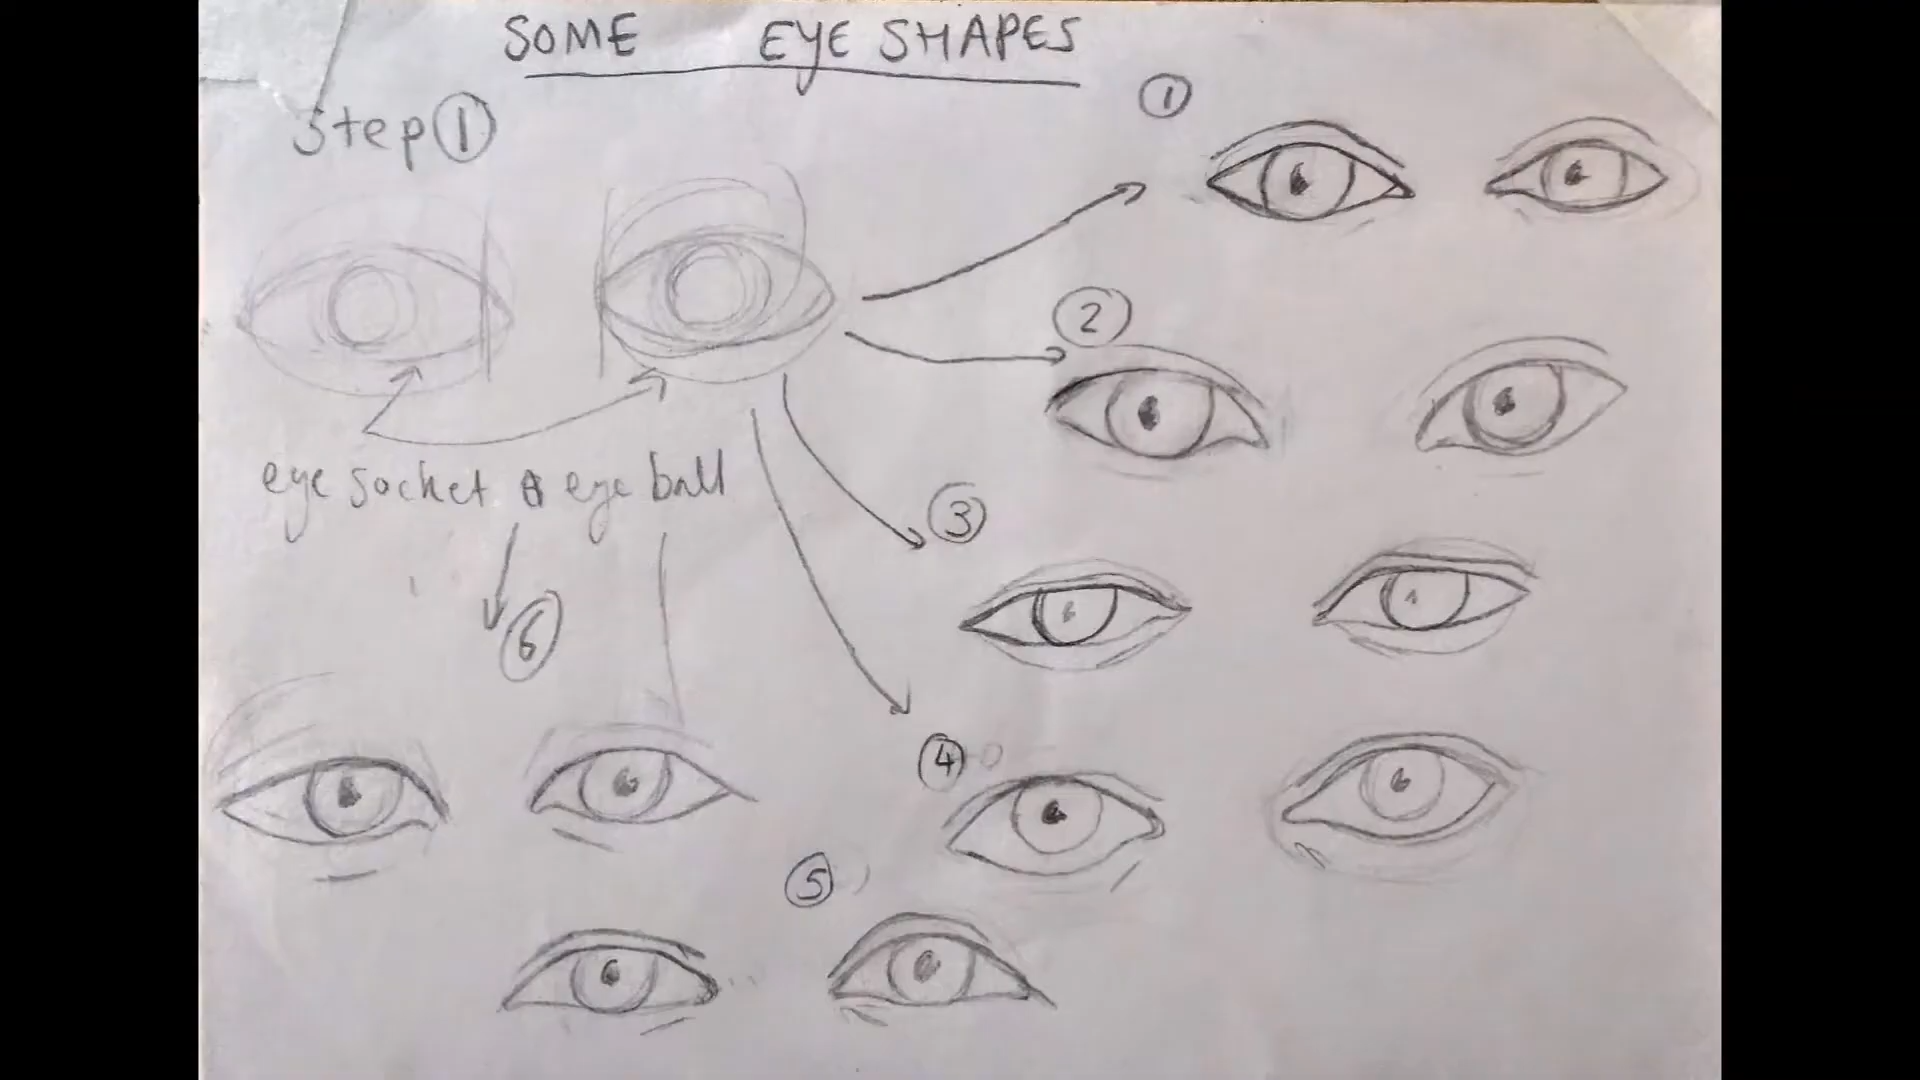 SOME EYE SHAPES
Step ①
①
②
eye socket & eye ball
③
⑥
④
⑤